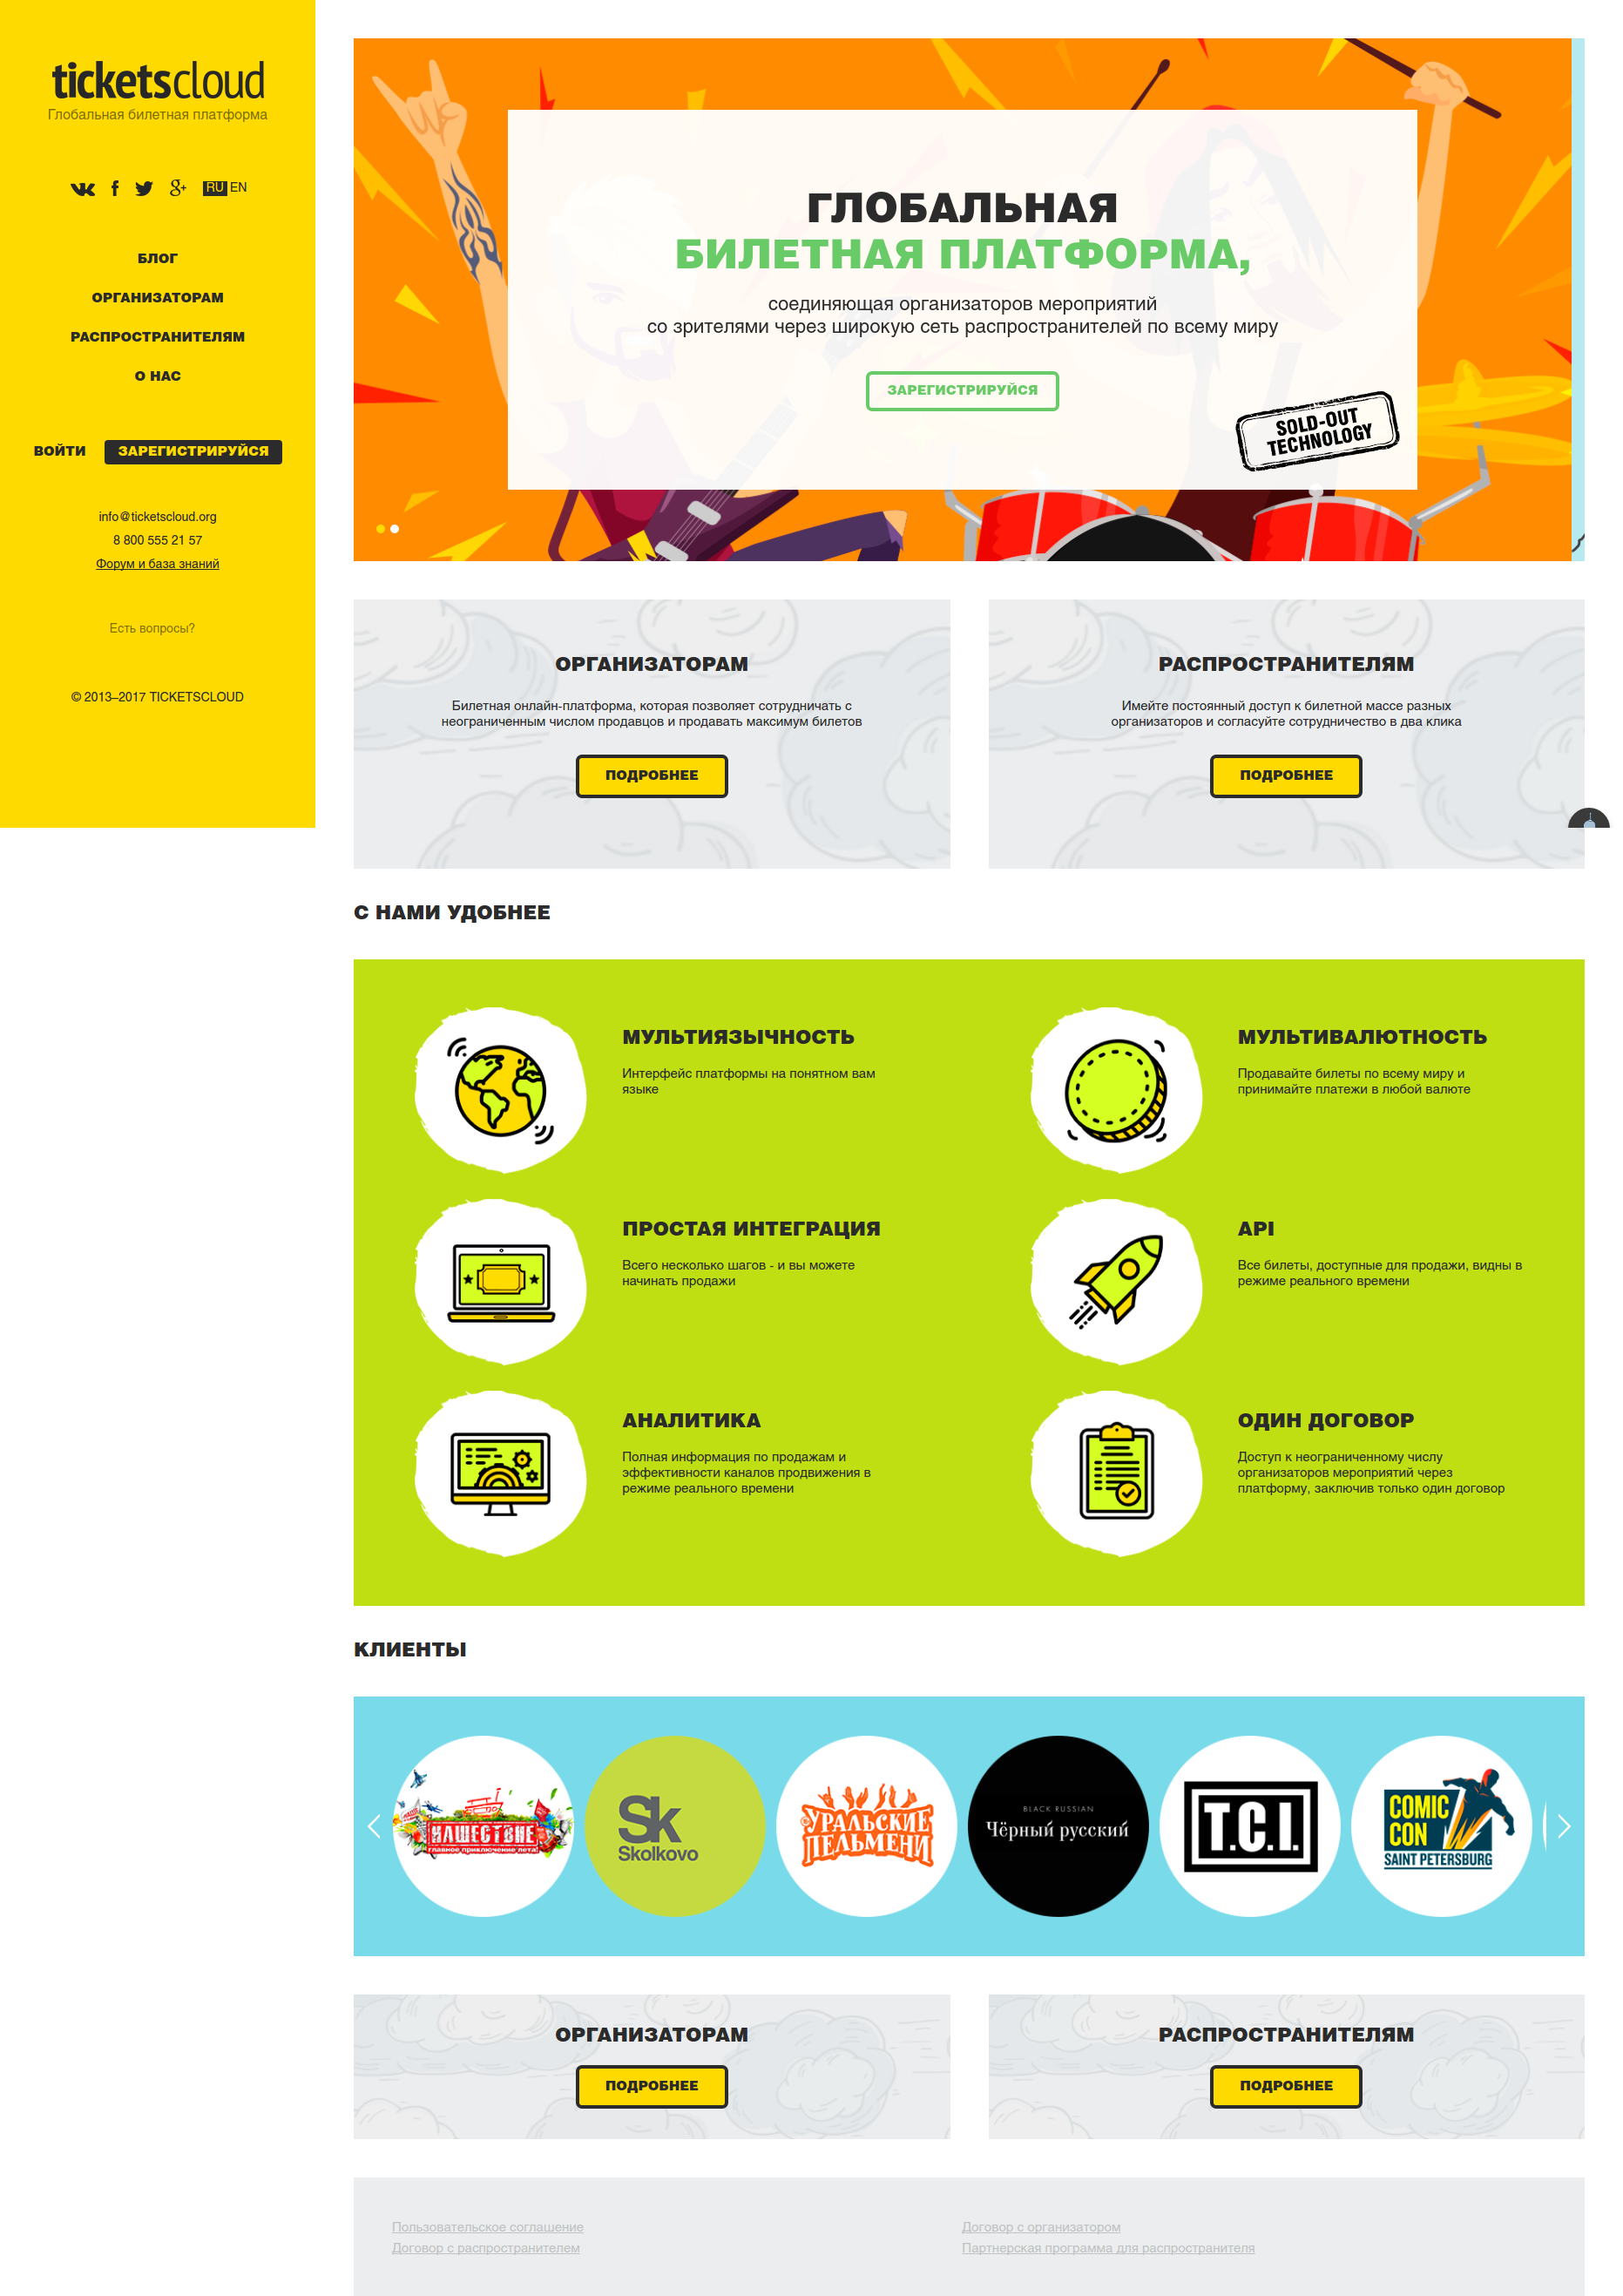 ticketscloud
Глобальная билетная платформа
RU EN
БЛОГ
ОРГАНИЗАТОРАМ
РАСПРОСТРАНИТЕЛЯМ
О НАС
ВОЙТИ ЗАРЕГИСТРИРУЙСЯ
info@ticketscloud.org
8 800 555 21 57
Форум и база знаний
Есть вопросы?
© 2013–2017 TICKETSCLOUD
ГЛОБАЛЬНАЯ
БИЛЕТНАЯ ПЛАТФОРМА,
соединяющая организаторов мероприятий
со зрителями через широкую сеть распространителей по всему миру
ЗАРЕГИСТРИРУЙСЯ
SOLD-OUT
TECHNOLOGY
ОРГАНИЗАТОРАМ
Билетная онлайн-платформа, которая позволяет сотрудничать с
неограниченным числом продавцов и продавать максимум билетов
ПОДРОБНЕЕ
РАСПРОСТРАНИТЕЛЯМ
Имейте постоянный доступ к билетной массе разных
организаторов и согласуйте сотрудничество в два клика
ПОДРОБНЕЕ
С НАМИ УДОБНЕЕ
МУЛЬТИЯЗЫЧНОСТЬ
Интерфейс платформы на понятном вам
языке
МУЛЬТИВАЛЮТНОСТЬ
Продавайте билеты по всему миру и
принимайте платежи в любой валюте
ПРОСТАЯ ИНТЕГРАЦИЯ
Всего несколько шагов - и вы можете
начинать продажи
API
Все билеты, доступные для продажи, видны в
режиме реального времени
АНАЛИТИКА
Полная информация по продажам и
эффективности каналов продвижения в
режиме реального времени
ОДИН ДОГОВОР
Доступ к неограниченному числу
организаторов мероприятий через
платформу, заключив только один договор
КЛИЕНТЫ
НАШЕСТВИЕ
главное приключение лета!
Sk
Skolkovo
УРАЛЬСКИЕ
ПЕЛЬМЕНИ
BLACK RUSSIAN
Чёрный русский
T.C.I.
COMIC
CON
SAINT PETERSBURG
ОРГАНИЗАТОРАМ
ПОДРОБНЕЕ
РАСПРОСТРАНИТЕЛЯМ
ПОДРОБНЕЕ
Пользовательское соглашение
Договор с распространителем
Договор с организатором
Партнерская программа для распространителя